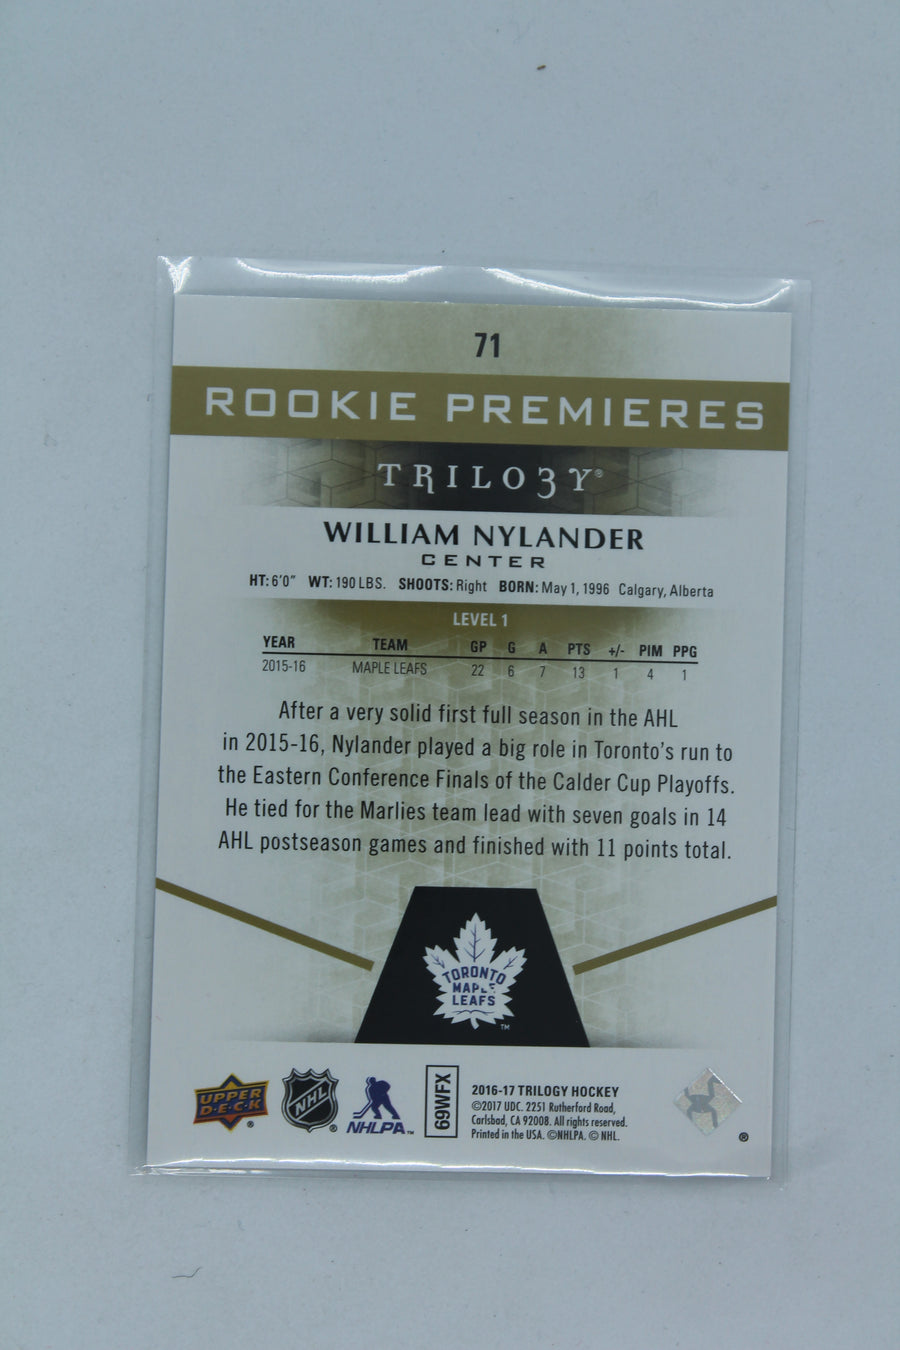 71
ROOKIE PREMIERES
TRILO3Y®
WILLIAM NYLANDER
CENTER
HT: 6'0" WT: 190 LBS. SHOOTS: Right BORN: May 1, 1996 Calgary, Alberta
LEVEL 1
YEAR TEAM GP G A PTS +/- PIM PPG
2015-16 MAPLE LEAFS 22 6 7 13 1 4 1
After a very solid first full season in the AHL
in 2015-16, Nylander played a big role in Toronto's run to
the Eastern Conference Finals of the Calder Cup Playoffs.
He tied for the Marlies team lead with seven goals in 14
AHL postseason games and finished with 11 points total.
TORONTO
MAPLE
LEAFS
TM
UPPER
D·E·C·K
®
NHL
®
NHLPA™
69WFX
2016-17 TRILOGY HOCKEY
©2017 UDC. 2251 Rutherford Road,
Carlsbad, CA 92008. All rights reserved.
Printed in the USA. ©NHLPA. © NHL.
®